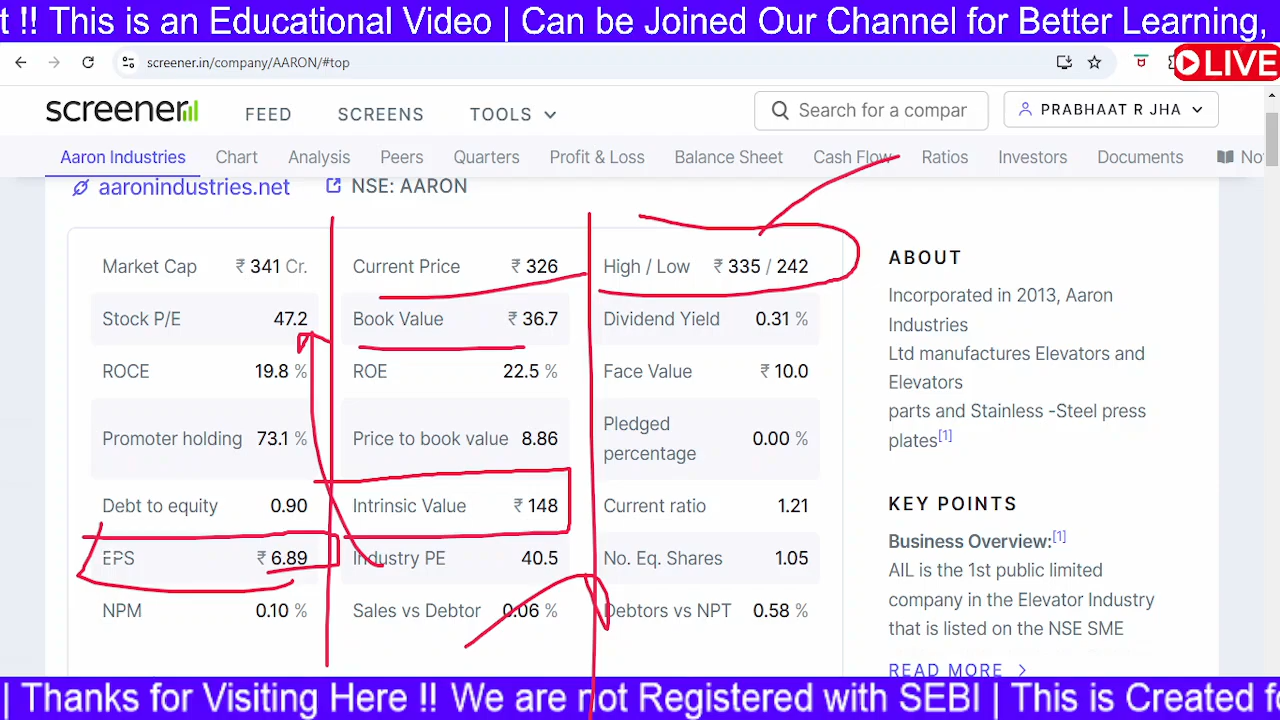 t !! This is an Educational Video | Can be Joined Our Channel for Better Learning,
screener.in/company/AARON/#top
LIVE
screener
FEED SCREENS TOOLS
Search for a compar
PRABHAAT R JHA
Aaron Industries Chart Analysis Peers Quarters Profit & Loss Balance Sheet Cash Flow Ratios Investors Documents No
aaronindustries.net NSE: AARON
Market Cap ₹ 341 Cr. Current Price ₹ 326 High / Low ₹ 335 / 242
Stock P/E 47.2 Book Value ₹ 36.7 Dividend Yield 0.31 %
ROCE 19.8 % ROE 22.5 % Face Value ₹ 10.0
Promoter holding 73.1 % Price to book value 8.86 Pledged percentage 0.00 %
Debt to equity 0.90 Intrinsic Value ₹ 148 Current ratio 1.21
EPS ₹ 6.89 Industry PE 40.5 No. Eq. Shares 1.05
NPM 0.10 % Sales vs Debtor 0.06 % Debtors vs NPT 0.58 %
ABOUT
Incorporated in 2013, Aaron
Industries
Ltd manufactures Elevators and
Elevators
parts and Stainless -Steel press
plates[1]
KEY POINTS
Business Overview:[1]
AIL is the 1st public limited
company in the Elevator Industry
that is listed on the NSE SME
READ MORE
| Thanks for Visiting Here !! We are not Registered with SEBI | This is Created fo